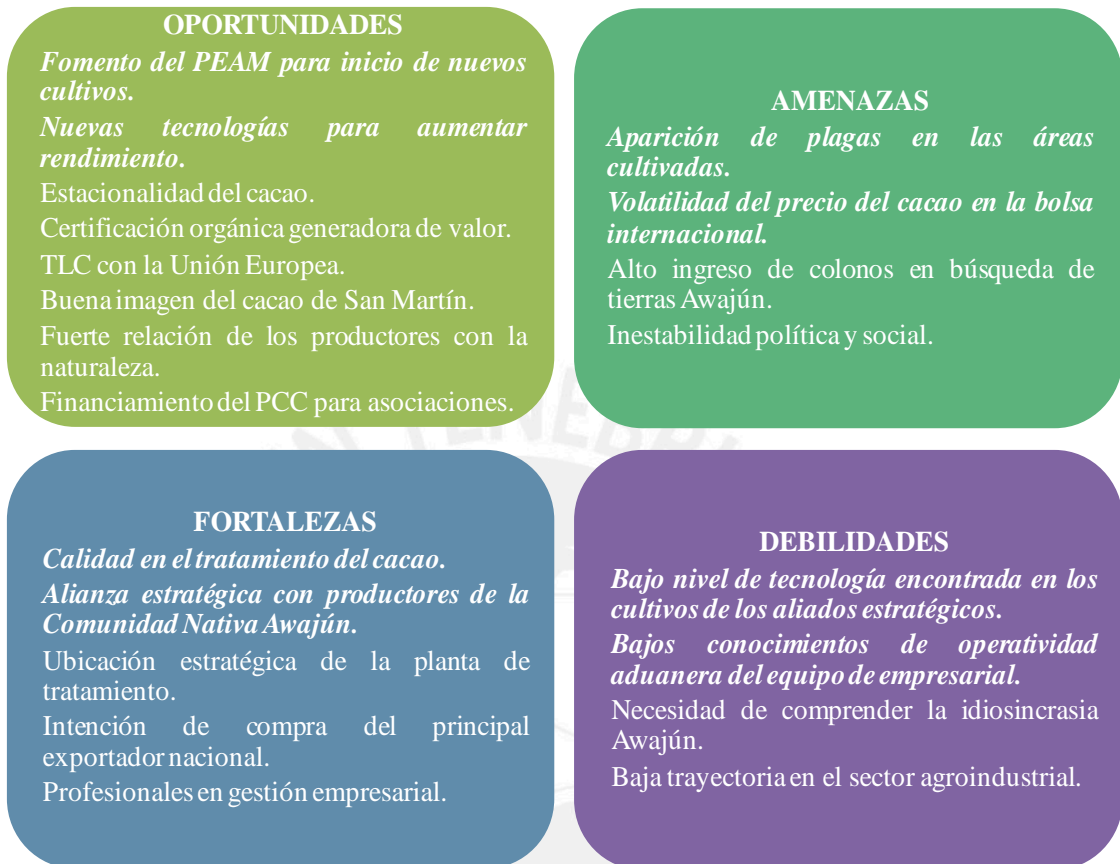 OPORTUNIDADES
Fomento del PEAM para inicio de nuevos
cultivos.
Nuevas tecnologías para aumentar
rendimiento.
Estacionalidad del cacao.
Certificación orgánica generadora de valor.
TLC con la Unión Europea.
Buena imagen del cacao de San Martín.
Fuerte relación de los productores con la
naturaleza.
Financiamiento del PCC para asociaciones.
AMENAZAS
Aparición de plagas en las áreas
cultivadas.
Volatilidad del precio del cacao en la bolsa
internacional.
Alto ingreso de colonos en búsqueda de
tierras Awajún.
Inestabilidad política y social.
FORTALEZAS
Calidad en el tratamiento del cacao.
Alianza estratégica con productores de la
Comunidad Nativa Awajún.
Ubicación estratégica de la planta de
tratamiento.
Intención de compra del principal
exportador nacional.
Profesionales en gestión empresarial.
DEBILIDADES
Bajo nivel de tecnología encontrada en los
cultivos de los aliados estratégicos.
Bajos conocimientos de operatividad
aduanera del equipo de empresarial.
Necesidad de comprender la idiosincrasia
Awajún.
Baja trayectoria en el sector agroindustrial.